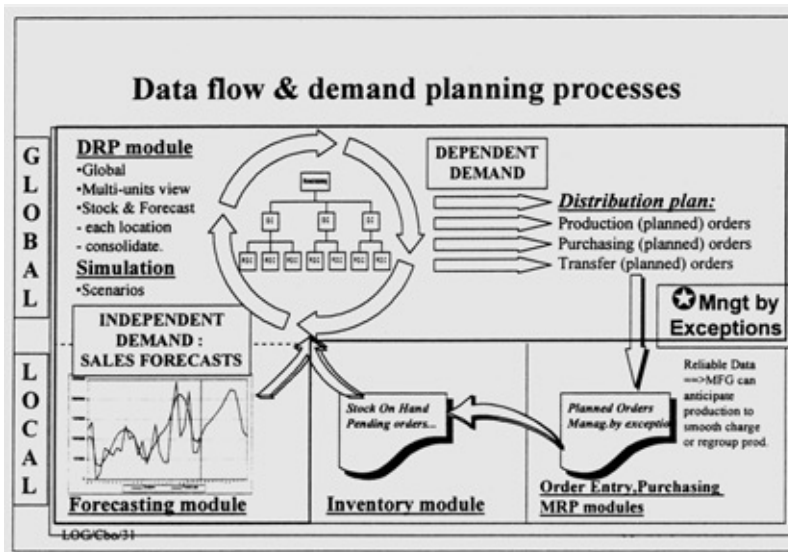 Data flow & demand planning processes
GLOBAL
DRP module
•Global
•Multi-units view
•Stock & Forecast
- each location
- consolidate.
Simulation
•Scenarios
DEPENDENT
DEMAND
Distribution plan:
Production (planned) orders
Purchasing (planned) orders
Transfer (planned) orders
Mngt by
Exceptions
INDEPENDENT
DEMAND :
SALES FORECASTS
LOCAL
Stock On Hand
Pending orders...
Planned Orders
Manag.by exceptio
Reliable Data
==>MFG can
anticipate
production to
smooth charge
or regroup prod.
Forecasting module
Inventory module
Order Entry,Purchasing
MRP modules
LOG/Cbo/31